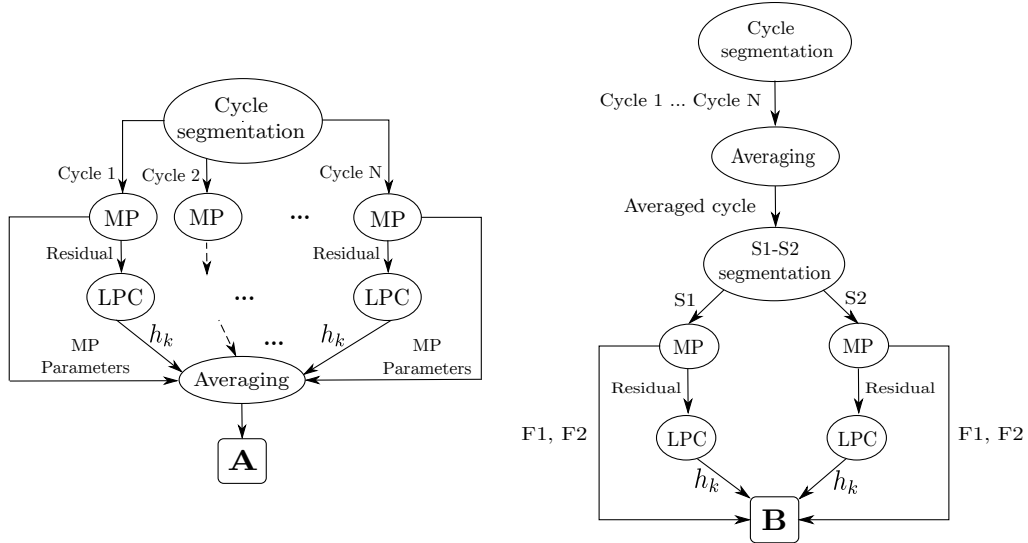 Cycle
segmentation
Cycle 1
Cycle 2
Cycle N
MP
MP
...
MP
Residual
Residual
LPC
...
LPC
h_k
...
h_k
MP
Parameters
MP
Parameters
Averaging
A
Cycle
segmentation
Cycle 1 ... Cycle N
Averaging
Averaged cycle
S1-S2
segmentation
S1
S2
MP
MP
Residual
Residual
LPC
LPC
F1, F2
F1, F2
h_k
h_k
B